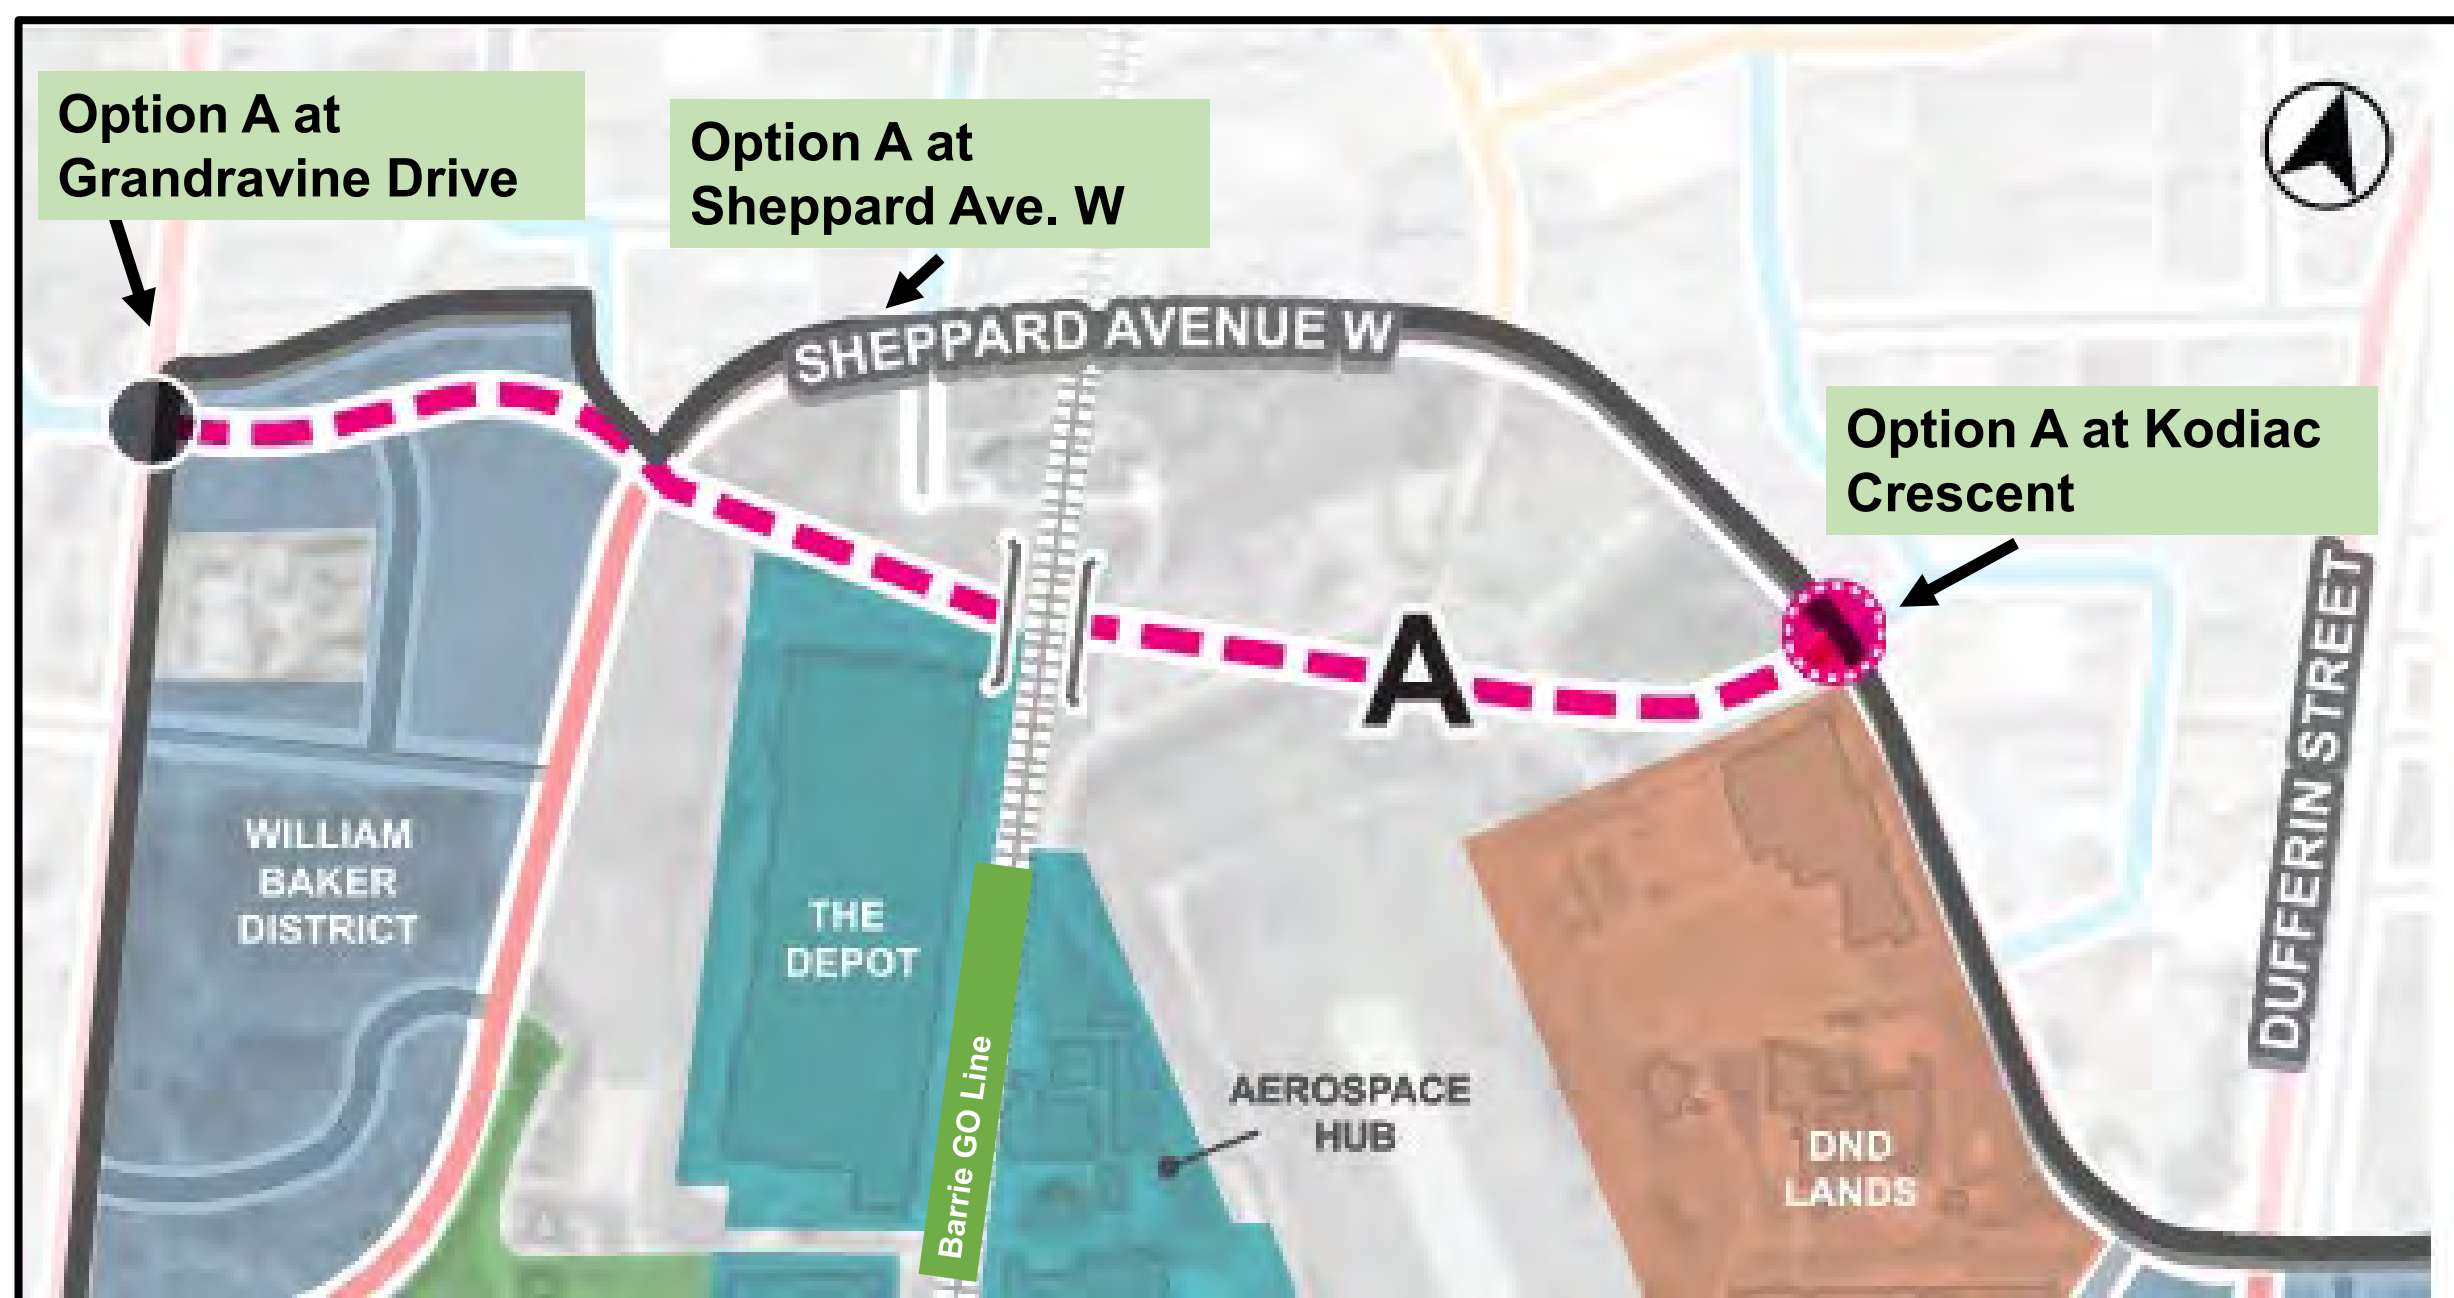 Option A at
Grandravine Drive
Option A at
Sheppard Ave. W
SHEPPARD AVENUE W
Option A at Kodiac
Crescent
A
DUFFERIN STREET
WILLIAM
BAKER
DISTRICT
THE
DEPOT
Barrie GO Line
AEROSPACE
HUB
DND
LANDS